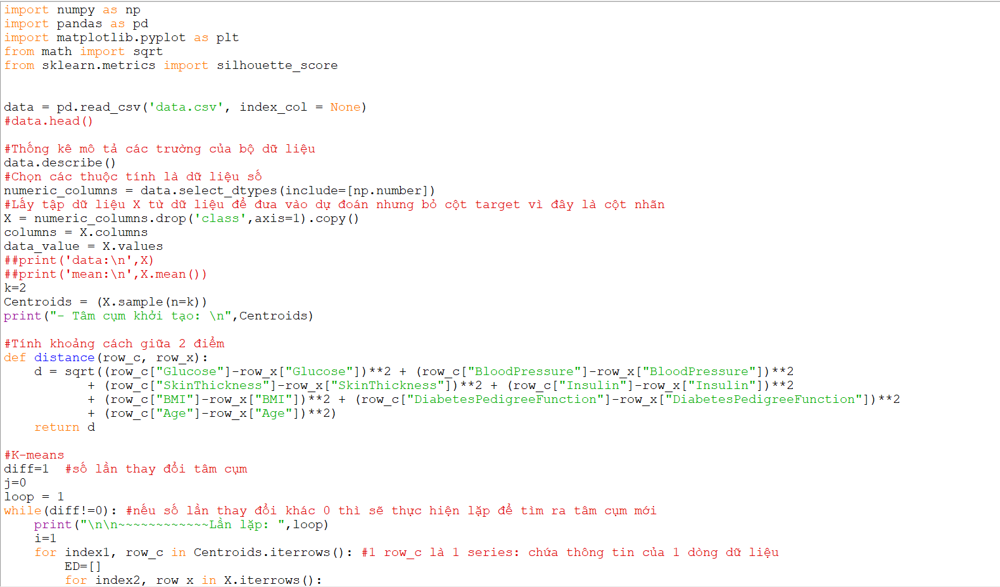 import numpy as np
import pandas as pd
import matplotlib.pyplot as plt
from math import sqrt
from sklearn.metrics import silhouette_score
data = pd.read_csv('data.csv', index_col = None)
#data.head()
#Thống kê mô tả các trường của bộ dữ liệu
data.describe()
#Chọn các thuộc tính là dữ liệu số
numeric_columns = data.select_dtypes(include=[np.number])
#Lấy tập dữ liệu X từ dữ liệu để đưa vào dự đoán nhưng bỏ cột target vì đây là cột nhãn
X = numeric_columns.drop('class',axis=1).copy()
columns = X.columns
data_value = X.values
##print('data:\n',X)
##print('mean:\n',X.mean())
k=2
Centroids = (X.sample(n=k))
print("- Tâm cụm khởi tạo: \n",Centroids)
#Tính khoảng cách giữa 2 điểm
def distance(row_c, row_x):
    d = sqrt((row_c["Glucose"]-row_x["Glucose"])**2 + (row_c["BloodPressure"]-row_x["BloodPressure"])**2
           + (row_c["SkinThickness"]-row_x["SkinThickness"])**2 + (row_c["Insulin"]-row_x["Insulin"])**2
           + (row_c["BMI"]-row_x["BMI"])**2 + (row_c["DiabetesPedigreeFunction"]-row_x["DiabetesPedigreeFunction"])**2
           + (row_c["Age"]-row_x["Age"])**2)
    return d
#K-means
diff=1  #số lần thay đổi tâm cụm
j=0
loop = 1
while(diff!=0): #nếu số lần thay đổi khác 0 thì sẽ thực hiện lặp để tìm ra tâm cụm mới
    print("\n\n~~~~~~~~~~~~Lần lặp: ",loop)
    i=1
    for index1, row_c in Centroids.iterrows(): #1 row_c là 1 series: chứa thông tin của 1 dòng dữ liệu
        ED=[]
        for index2, row_x in X.iterrows():